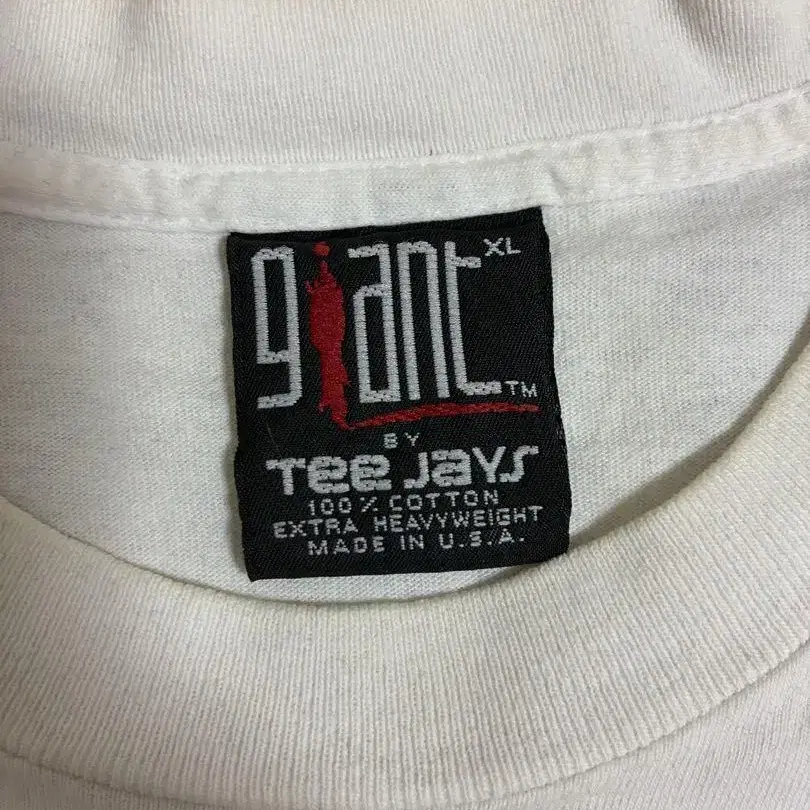 giant XL
TM
BY
Tee Jays
100% COTTON
EXTRA HEAVYWEIGHT
MADE IN U.S.A.